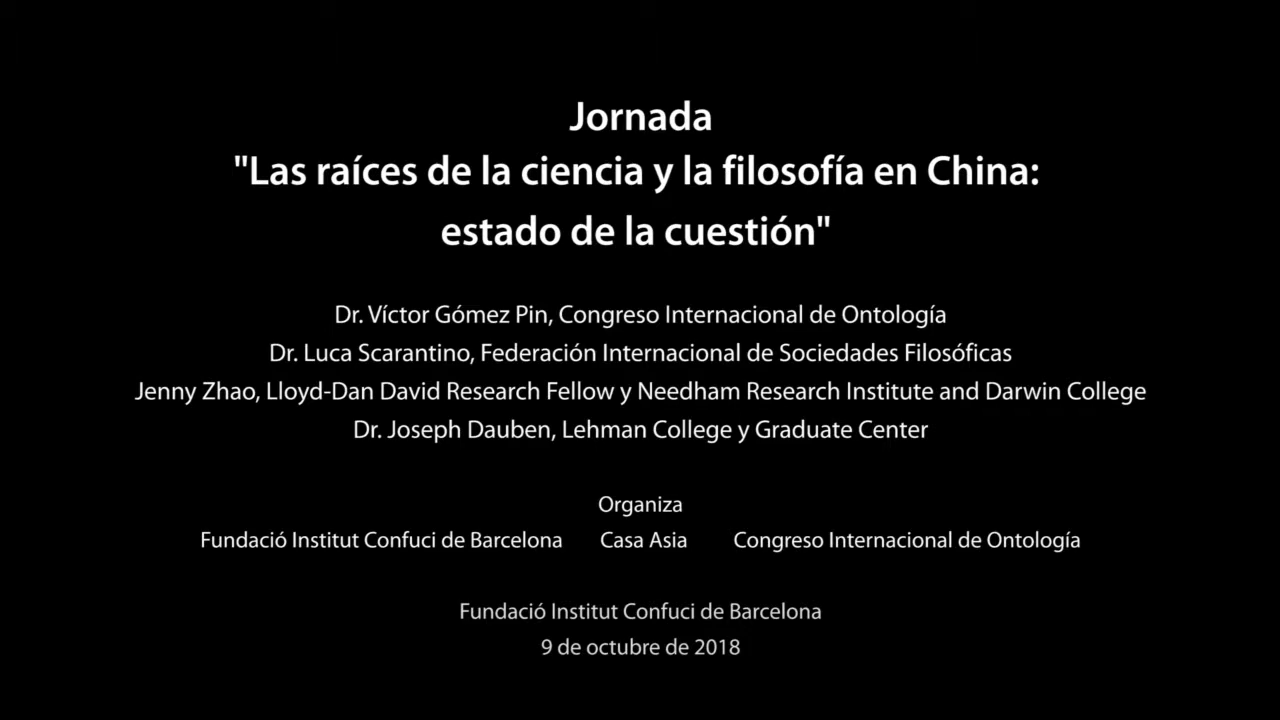 Jornada
"Las raíces de la ciencia y la filosofía en China:
estado de la cuestión"
Dr. Víctor Gómez Pin, Congreso Internacional de Ontología
Dr. Luca Scarantino, Federación Internacional de Sociedades Filosóficas
Jenny Zhao, Lloyd-Dan David Research Fellow y Needham Research Institute and Darwin College
Dr. Joseph Dauben, Lehman College y Graduate Center
Organiza
Fundació Institut Confuci de Barcelona Casa Asia Congreso Internacional de Ontología
Fundació Institut Confuci de Barcelona
9 de octubre de 2018